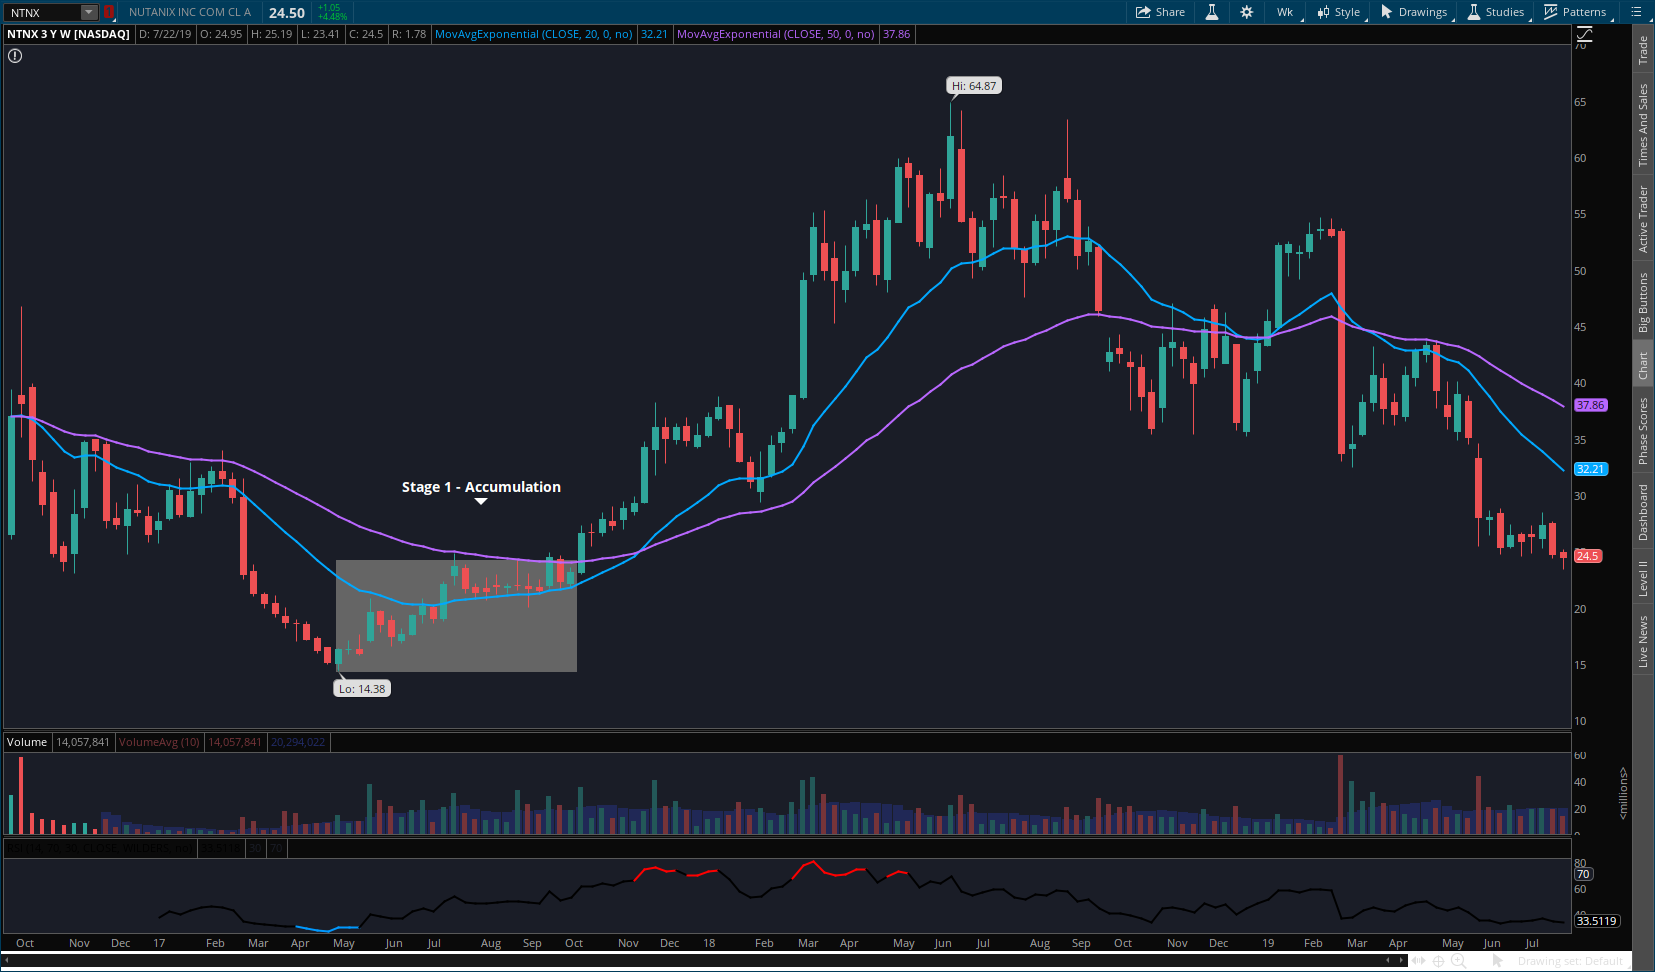 NTNX NUTANIX INC COM CL A 24.50 +1.05 +4.48% Share Wk Style Drawings Studies Patterns
NTNX 3 Y W [NASDAQ] D: 7/22/19 O: 24.95 H: 25.19 L: 23.41 C: 24.5 R: 1.78 MovAvgExponential (CLOSE, 20, 0, no) 32.21 MovAvgExponential (CLOSE, 50, 0, no) 37.86
70
Hi: 64.87
65
60
55
50
45
40
37.86
35
32.21
Stage 1 - Accumulation
30
24.5
20
Lo: 14.38
15
10
Volume 14,057,841 VolumeAvg (10) 14,057,841 20,294,022
60
40
20
<millions>
80
70
60
40
33.5119
Oct Nov Dec 17 Feb Mar Apr May Jun Jul Aug Sep Oct Nov Dec 18 Feb Mar Apr May Jun Jul Aug Sep Oct Nov Dec 19 Feb Mar Apr May Jun Jul
Drawing set: Default
Trade
Times And Sales
Active Trader
Big Buttons
Chart
Phase Scores
Dashboard
Level II
Live News